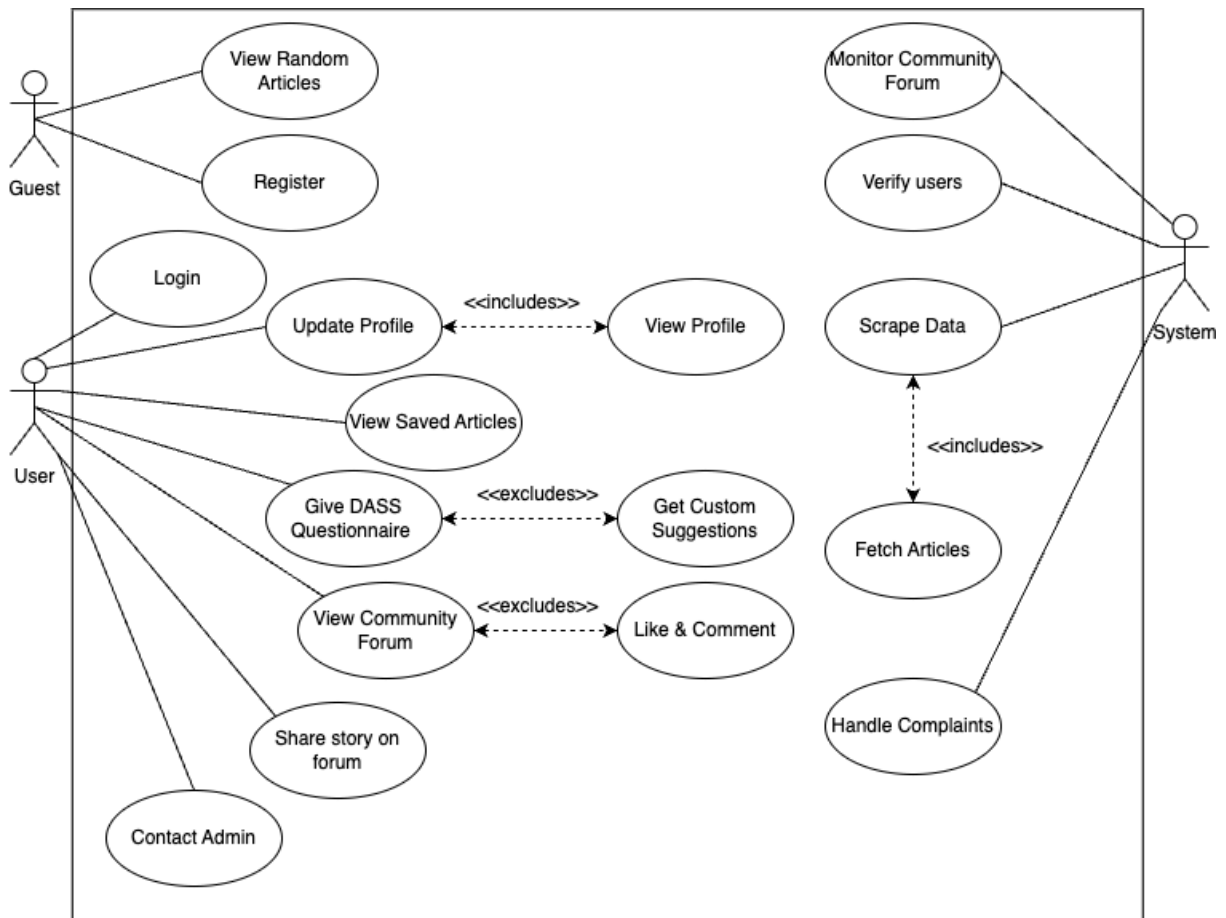 View Random
Articles
Guest
Register
Login
Update Profile
<<includes>>
View Profile
View Saved Articles
User
Give DASS
Questionnaire
<<excludes>>
Get Custom
Suggestions
View Community
Forum
<<excludes>>
Like & Comment
Share story on
forum
Contact Admin
Monitor Community
Forum
Verify users
System
Scrape Data
<<includes>>
Fetch Articles
Handle Complaints